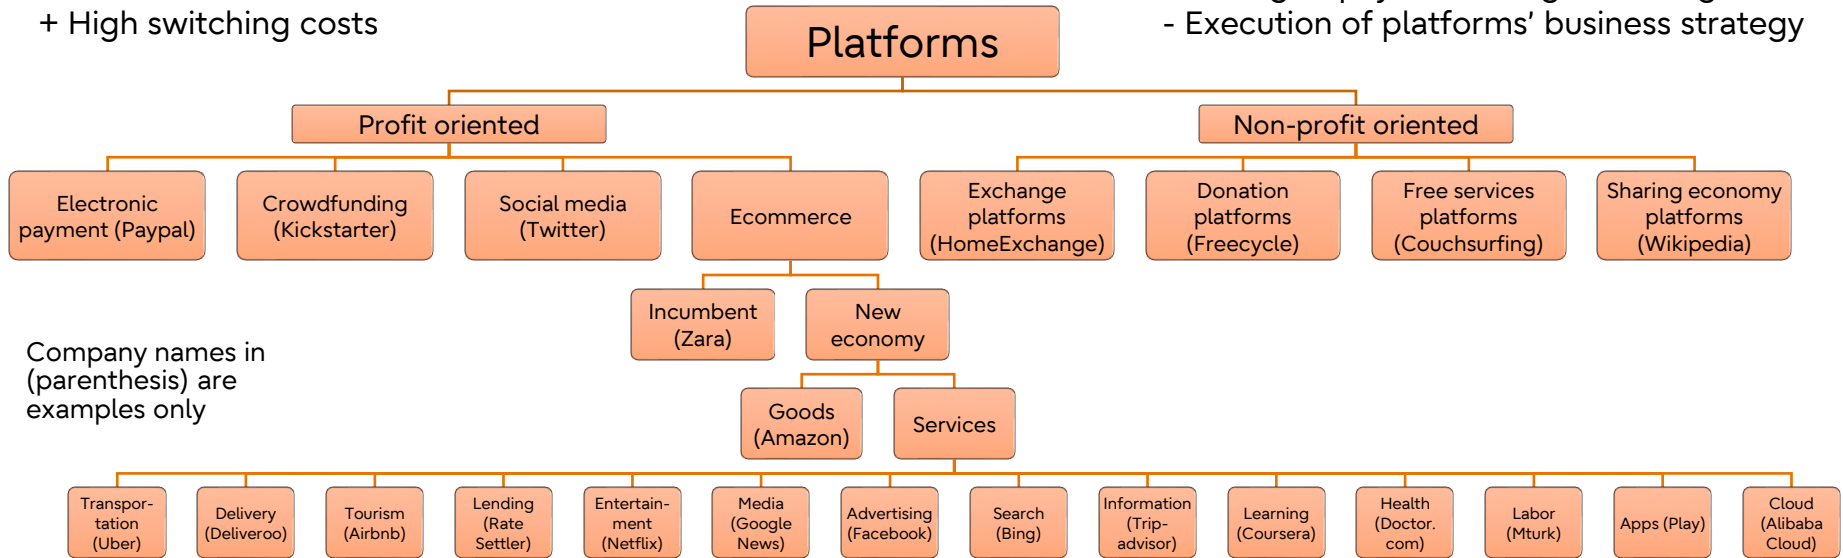 + High switching costs
- Execution of platforms' business strategy
Platforms
Profit oriented
Non-profit oriented
Electronic
payment (Paypal)
Crowdfunding
(Kickstarter)
Social media
(Twitter)
Ecommerce
Exchange
platforms
(HomeExchange)
Donation
platforms
(Freecycle)
Free services
platforms
(Couchsurfing)
Sharing economy
platforms
(Wikipedia)
Incumbent
(Zara)
New
economy
Company names in
(parenthesis) are
examples only
Goods
(Amazon)
Services
Transpor-
tation
(Uber)
Delivery
(Deliveroo)
Tourism
(Airbnb)
Lending
(Rate
Settler)
Entertain-
ment
(Netflix)
Media
(Google
News)
Advertising
(Facebook)
Search
(Bing)
Information
(Trip-
advisor)
Learning
(Coursera)
Health
(Doctor.
com)
Labor
(Mturk)
Apps (Play)
Cloud
(Alibaba
Cloud)